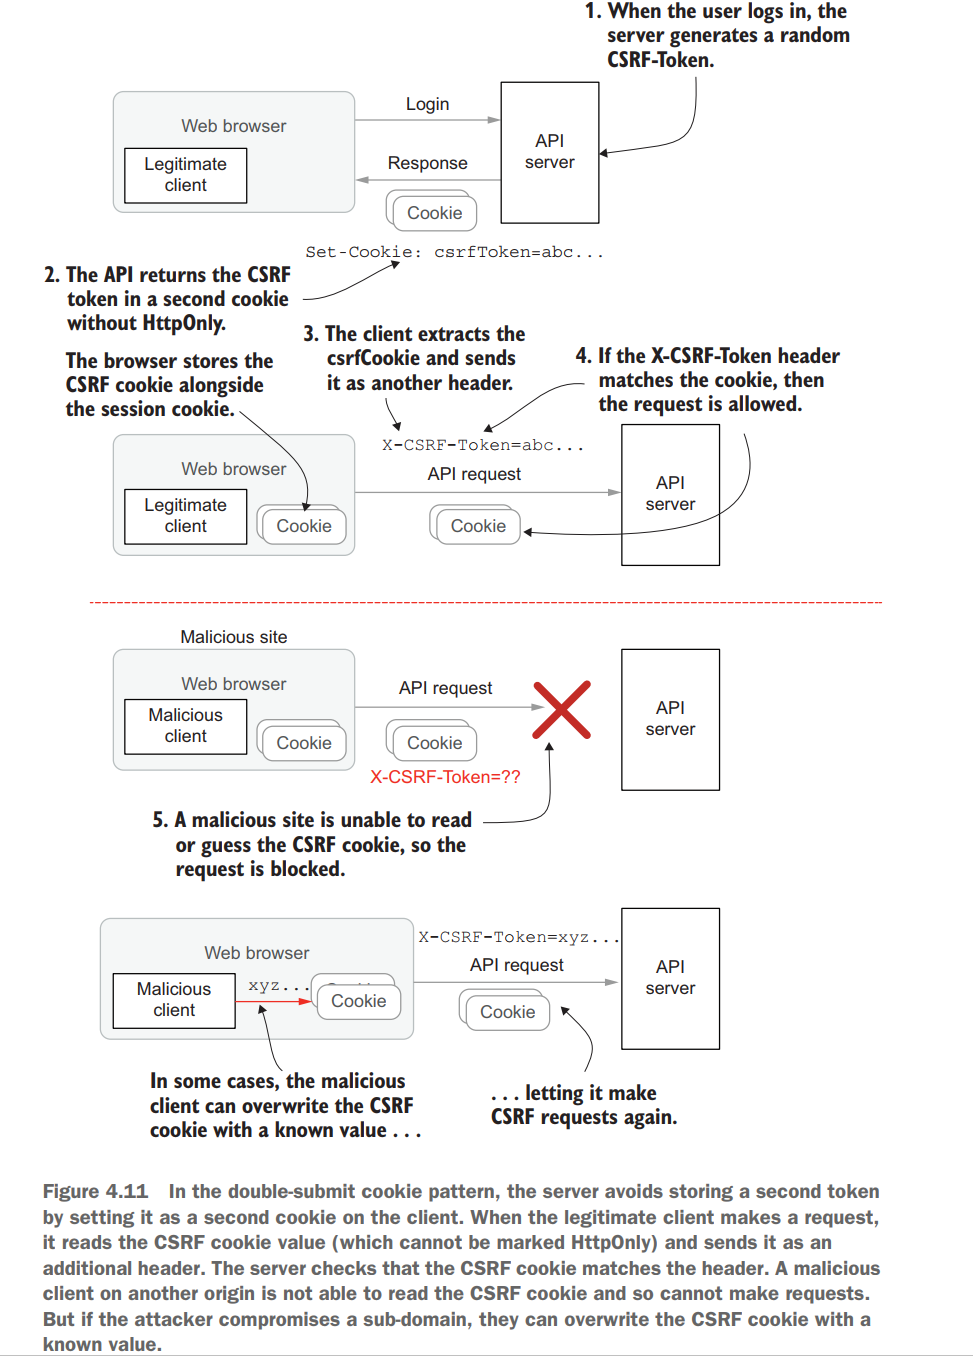 1. When the user logs in, the
server generates a random
CSRF-Token.
Login
Web browser
API
server
Response
Legitimate
client
Cookie
Set-Cookie: csrfToken=abc...
2. The API returns the CSRF
token in a second cookie
without HttpOnly.
3. The client extracts the
csrfCookie and sends
it as another header.
4. If the X-CSRF-Token header
matches the cookie, then
the request is allowed.
The browser stores the
CSRF cookie alongside
the session cookie.
X-CSRF-Token=abc...
Web browser
API request
API
server
Legitimate
client
Cookie
Cookie
Malicious site
Web browser
API request
API
server
Malicious
client
Cookie
Cookie
X-CSRF-Token=??
5. A malicious site is unable to read
or guess the CSRF cookie, so the
request is blocked.
X-CSRF-Token=xyz...
Web browser
API request
API
server
Malicious
client
xyz...
Cookie
Cookie
In some cases, the malicious
client can overwrite the CSRF
cookie with a known value . . .
. . . letting it make
CSRF requests again.
Figure 4.11 In the double-submit cookie pattern, the server avoids storing a second token
by setting it as a second cookie on the client. When the legitimate client makes a request,
it reads the CSRF cookie value (which cannot be marked HttpOnly) and sends it as an
additional header. The server checks that the CSRF cookie matches the header. A malicious
client on another origin is not able to read the CSRF cookie and so cannot make requests.
But if the attacker compromises a sub-domain, they can overwrite the CSRF cookie with a
known value.